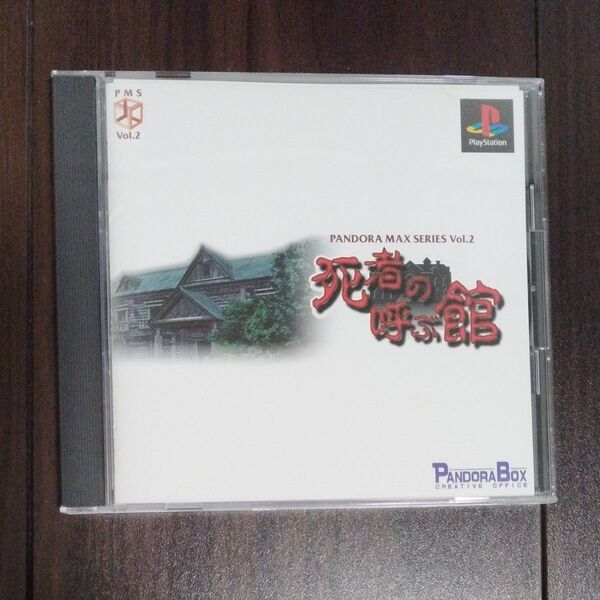 PMS
Vol.2
PlayStation
PANDORA MAX SERIES Vol.2
死者の
呼ぶ館
PANDORABOX
CREATIVE OFFICE